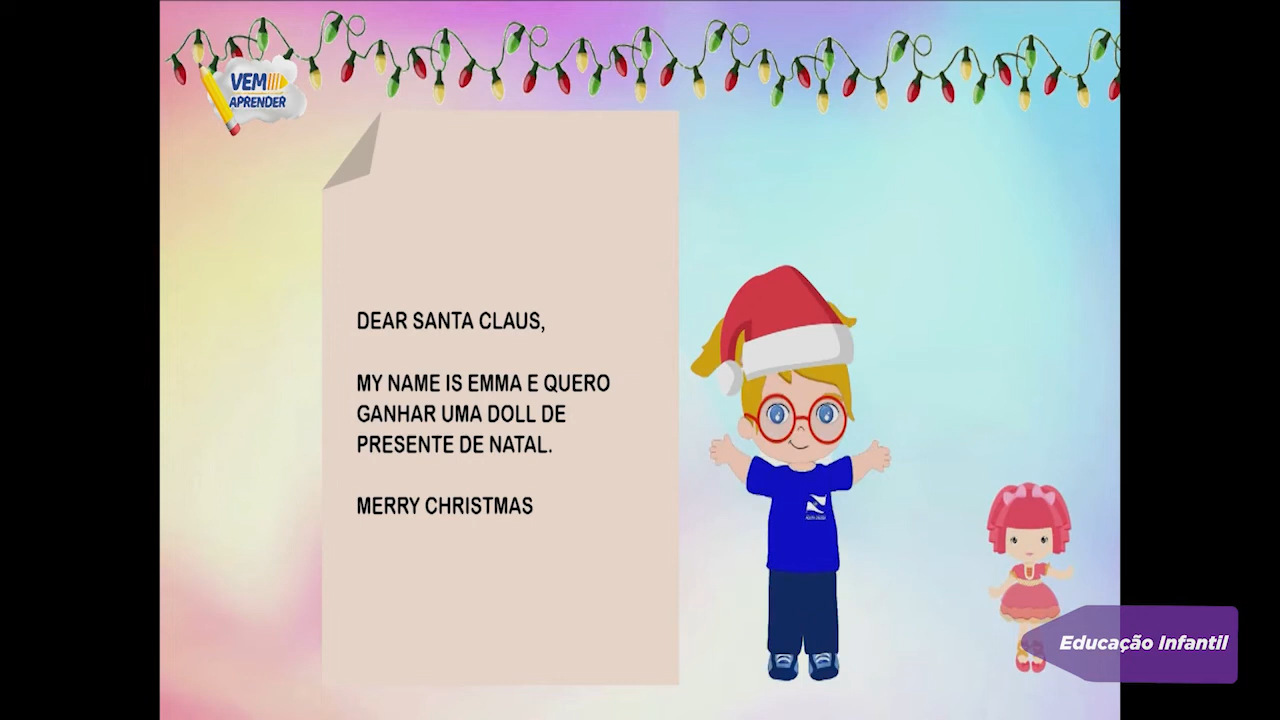 VEM
APRENDER
DEAR SANTA CLAUS,
MY NAME IS EMMA E QUERO
GANHAR UMA DOLL DE
PRESENTE DE NATAL.
MERRY CHRISTMAS
Educação Infantil